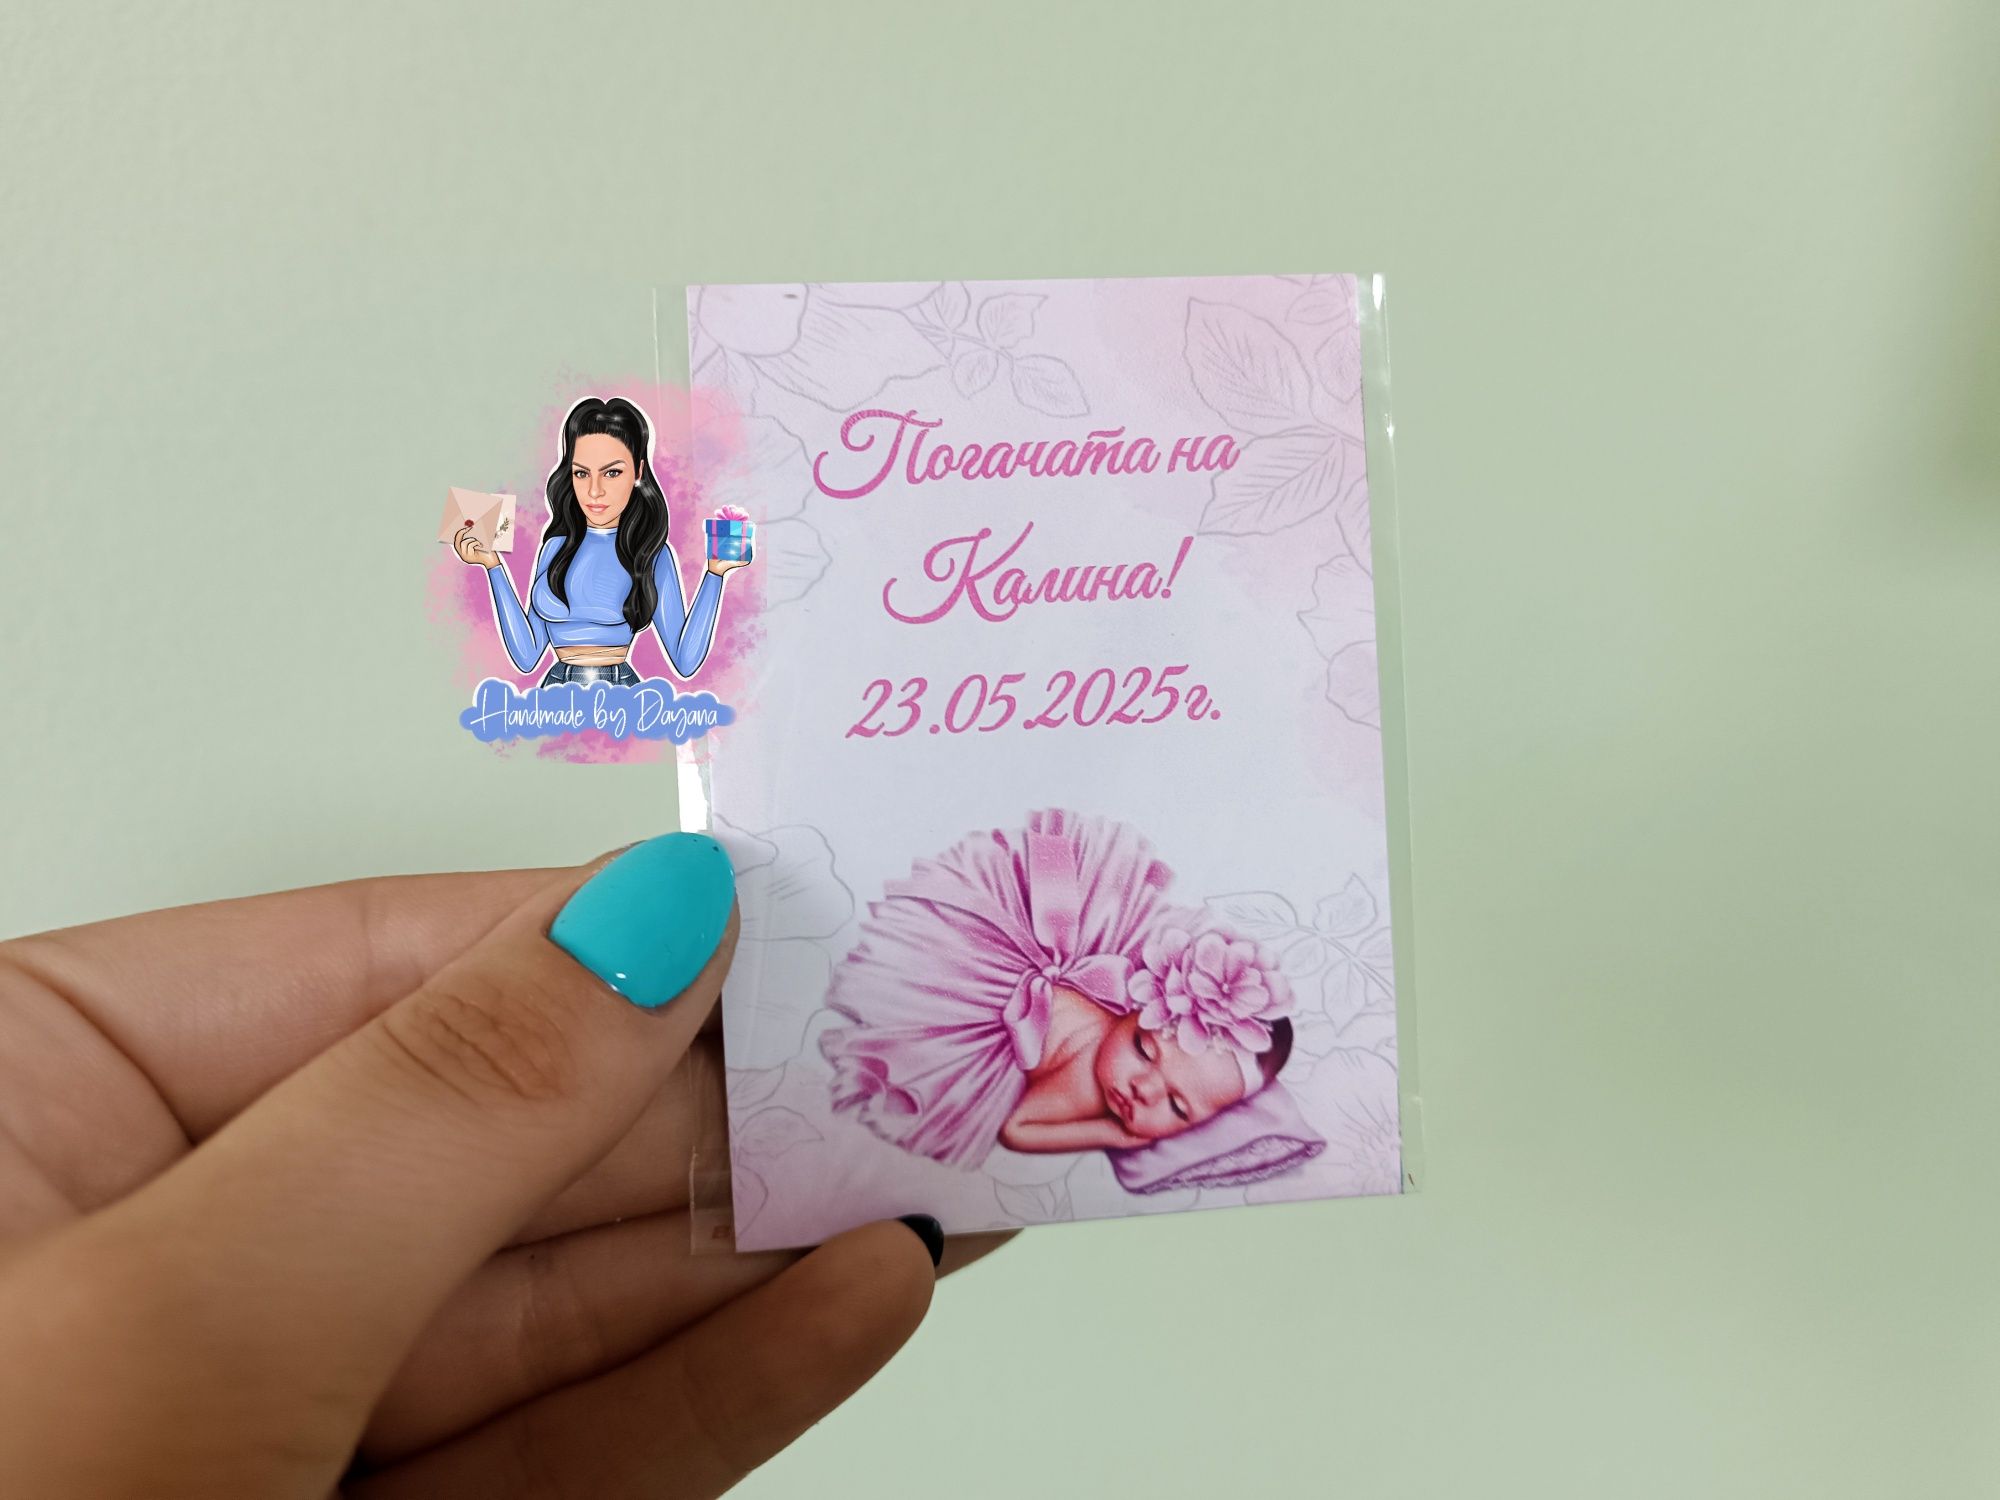 Погачата на
Калина!
23.05.2025г.
Handmade by Dayana